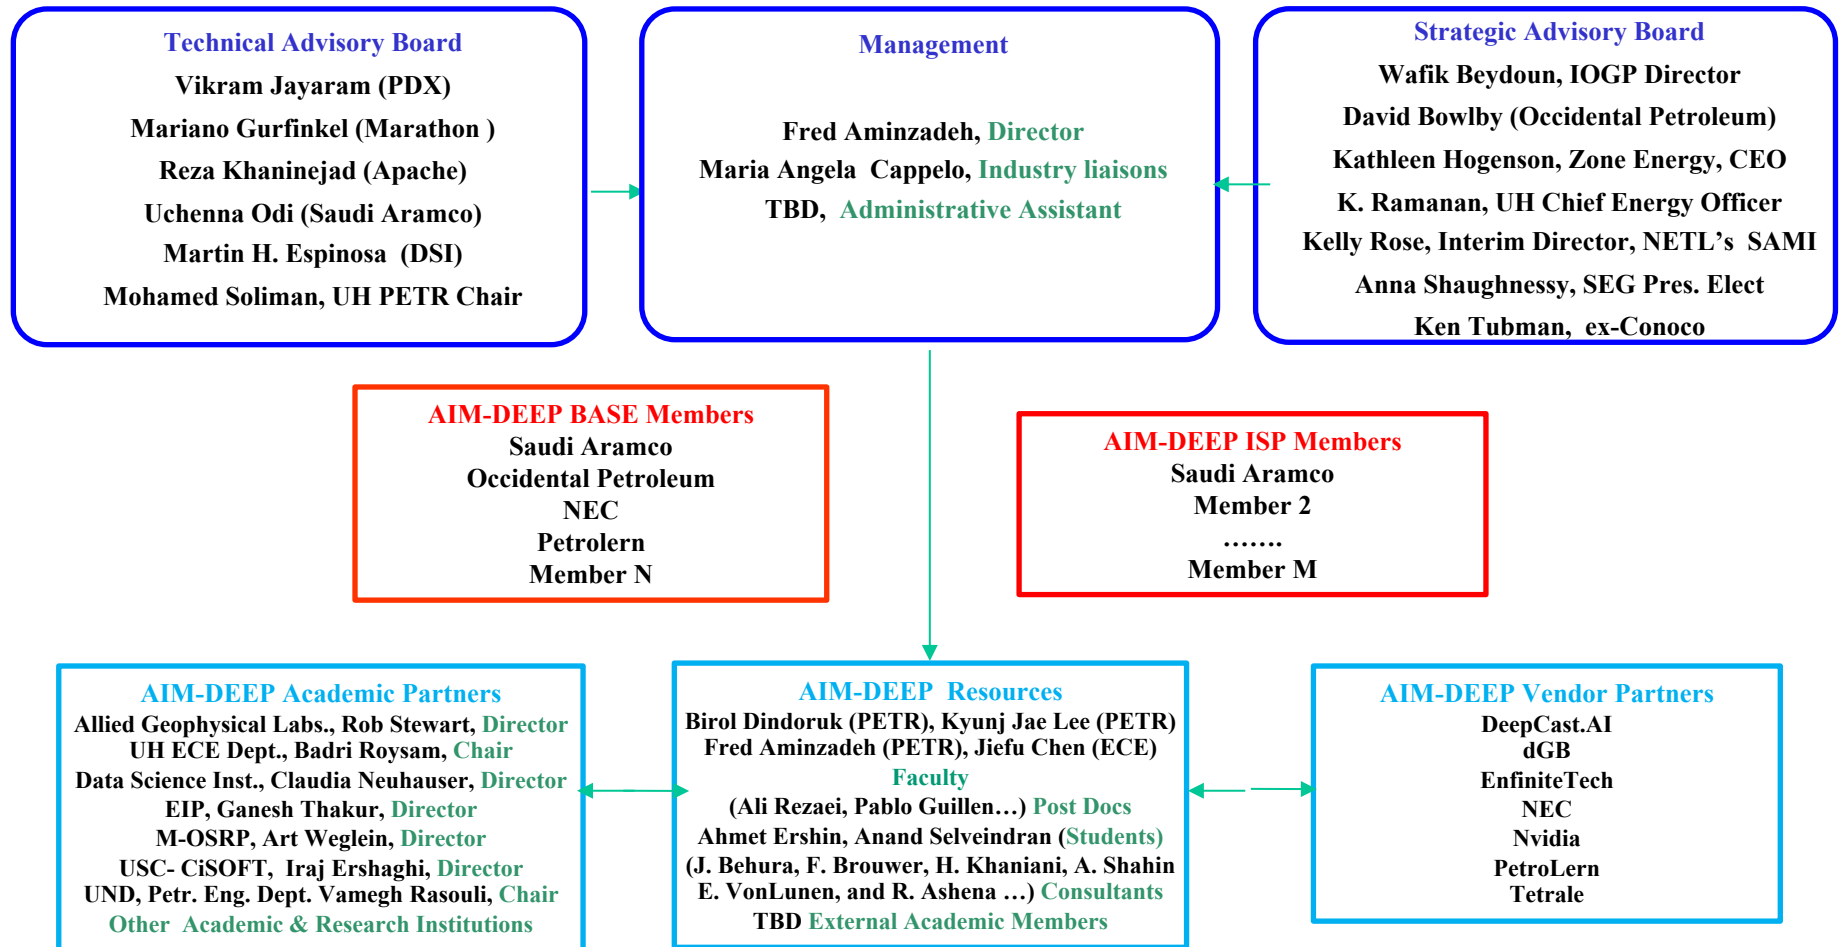 Technical Advisory Board
Vikram Jayaram (PDX)
Mariano Gurfinkel (Marathon )
Reza Khaninejad (Apache)
Uchenna Odi (Saudi Aramco)
Martin H. Espinosa (DSI)
Mohamed Soliman, UH PETR Chair
Management
Fred Aminzadeh, Director
Maria Angela Cappelo, Industry liaisons
TBD, Administrative Assistant
Strategic Advisory Board
Wafik Beydoun, IOGP Director
David Bowlby (Occidental Petroleum)
Kathleen Hogenson, Zone Energy, CEO
K. Ramanan, UH Chief Energy Officer
Kelly Rose, Interim Director, NETL’s SAMI
Anna Shaughnessy, SEG Pres. Elect
Ken Tubman, ex-Conoco
AIM-DEEP BASE Members
Saudi Aramco
Occidental Petroleum
NEC
Petrolern
Member N
AIM-DEEP ISP Members
Saudi Aramco
Member 2
…….
Member M
AIM-DEEP Academic Partners
Allied Geophysical Labs., Rob Stewart, Director
UH ECE Dept., Badri Roysam, Chair
Data Science Inst., Claudia Neuhauser, Director
EIP, Ganesh Thakur, Director
M-OSRP, Art Weglein, Director
USC- CiSOFT, Iraj Ershaghi, Director
UND, Petr. Eng. Dept. Vamegh Rasouli, Chair
Other Academic & Research Institutions
AIM-DEEP Resources
Birol Dindoruk (PETR), Kyunj Jae Lee (PETR)
Fred Aminzadeh (PETR), Jiefu Chen (ECE)
Faculty
(Ali Rezaei, Pablo Guillen…) Post Docs
Ahmet Ershin, Anand Selveindran (Students)
(J. Behura, F. Brouwer, H. Khaniani, A. Shahin
E. VonLunen, and R. Ashena …) Consultants
TBD External Academic Members
AIM-DEEP Vendor Partners
DeepCast.AI
dGB
EnfiniteTech
NEC
Nvidia
PetroLern
Tetrale